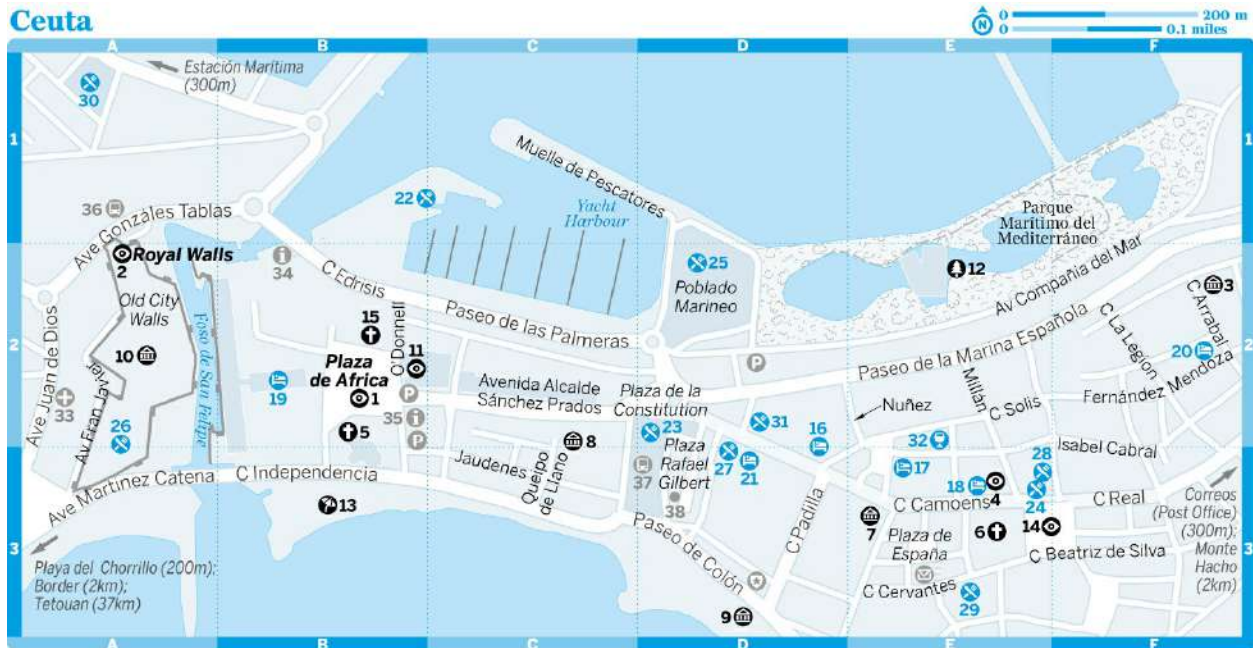 Ceuta
N
0 200 m
0 0.1 miles
A B C D E F
1
1
2
2
3
3
Estación Marítima
(300m)
30
36
Ave Gonzáles Tablas
Royal Walls
2
34
22
Yacht
Harbour
Muelle de Pescatores
Parque
Marítimo del
Mediterráneo
12
25
Poblado
Marineo
Av Compañia del Mar
3
C Arrabal
C La Legion
20
Fernández Mendoza
Old City
Walls
10
Ave Juan de Dios
33
Av Fran Ja Mer
26
Foso de San Felipe
C Edrisis
15
O'Donnell
11
Plaza
de Africa
1
19
35
5
P
P
P
Paseo de las Palmeras
Paseo de la Marina Española
Avenida Alcalde
Sánchez Prados
Plaza de la
Constitution
23
31
16
Nuñez
Millán
C Solis
32
Isabel Cabral
28
24
17
18
4
C Camoens
C Real
Plaza
Rafael
Gilbert
27
21
37
38
8
Jaudenes
Queipo
de Llano
Ave Martinez Catena
C Independencia
13
Paseo de Colón
C Padilla
7
Plaza de
España
6
14
C Beatriz de Silva
C Cervantes
29
9
Correos
(Post Office)
(300m);
Monte
Hacho
(2km)
Playa del Chorrillo (200m);
Border (2km);
Tetouan (37km)
A B C D E F